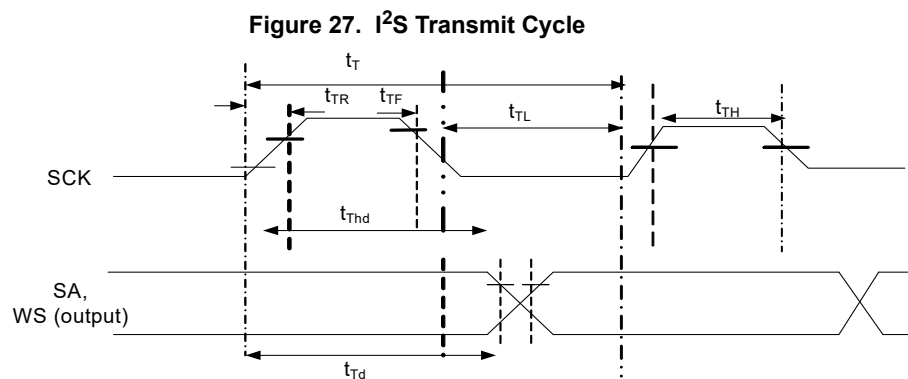 Figure 27. I²S Transmit Cycle
tT
tTR
tTF
tTL
tTH
SCK
tThd
SA,
WS (output)
tTd